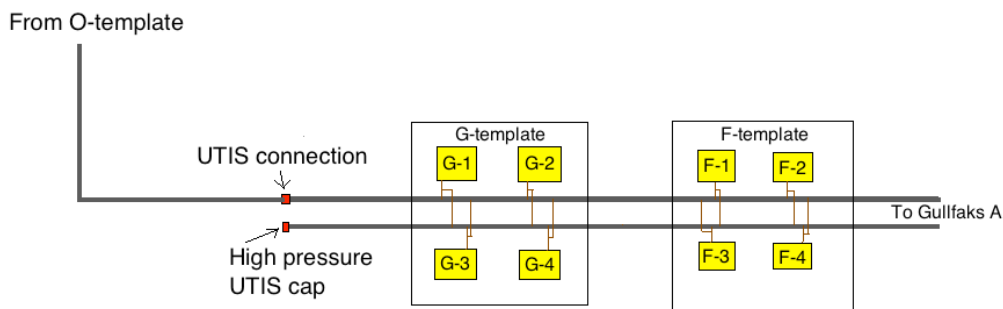 From O-template
G-template
F-template
UTIS connection
G-1
G-2
F-1
F-2
To Gullfaks A
High pressure
UTIS cap
G-3
G-4
F-3
F-4